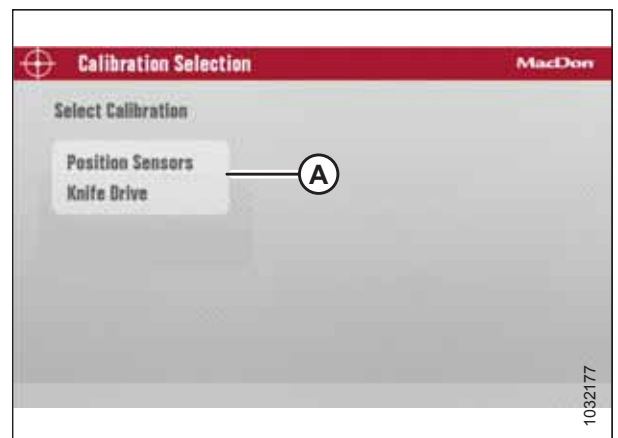 Calibration Selection MacDon
Select Calibration
Position Sensors
Knife Drive
A
1032177